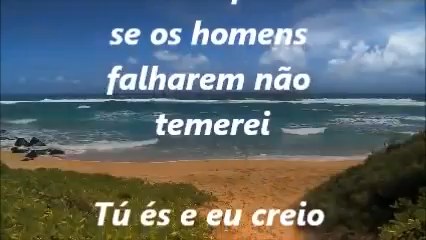 se os homens
falharem não
temerei
Tú és e eu creio